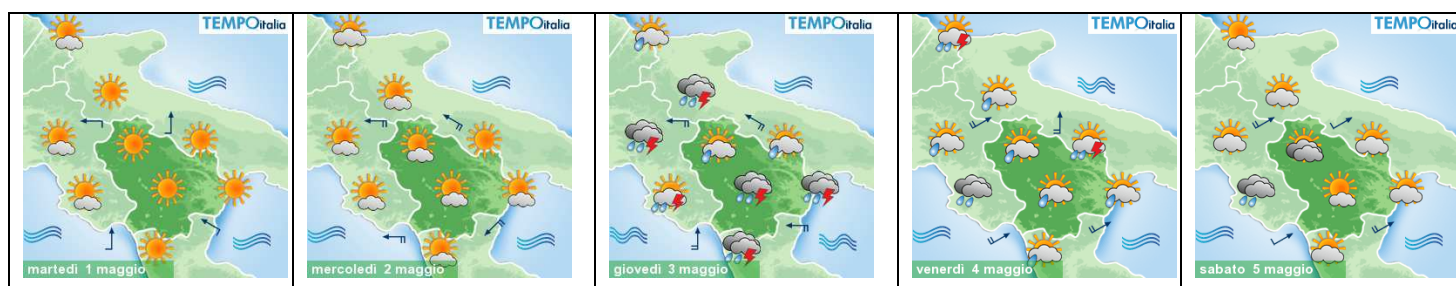 TEMPOitalia
martedì 1 maggio
TEMPOitalia
mercoledì 2 maggio
TEMPOitalia
giovedì 3 maggio
TEMPOitalia
venerdì 4 maggio
TEMPOitalia
sabato 5 maggio